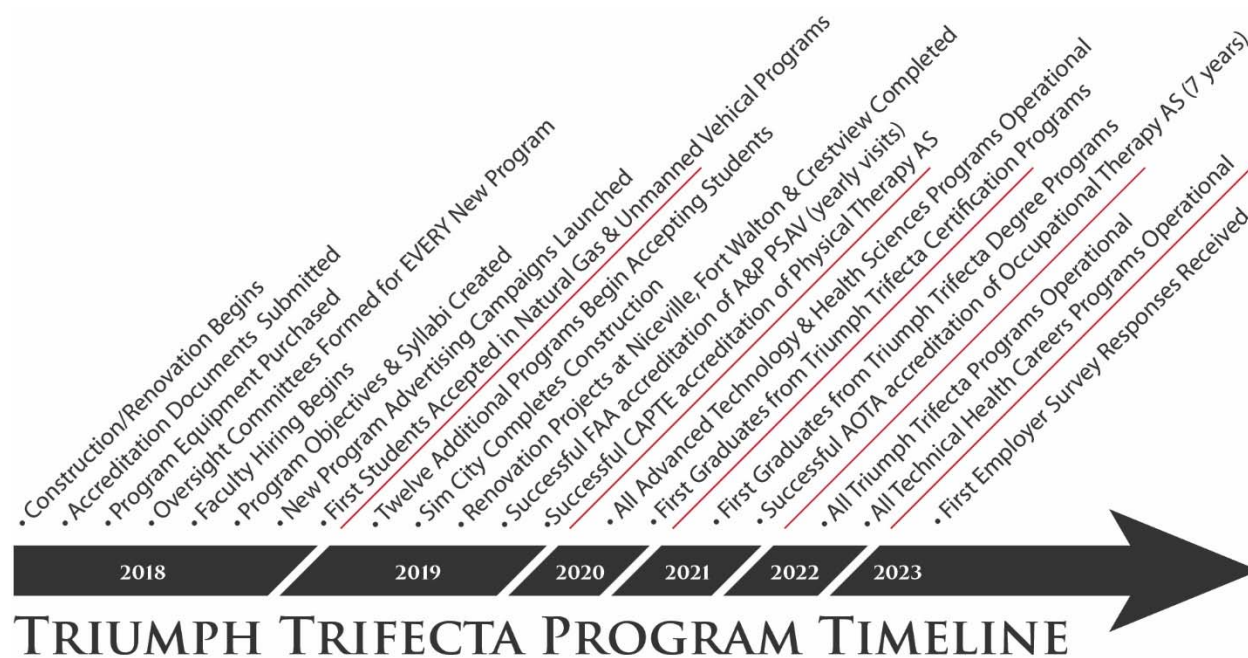 • Construction/Renovation Begins
• Accreditation Documents Submitted
• Program Equipment Purchased
• Oversight Committees Formed for EVERY New Program
• Faculty Hiring Begins
• Program Objectives & Syllabi Created
• New Program Advertising Campaigns Launched
• First Students Accepted in Natural Gas & Unmanned Vehical Programs
• Twelve Additional Programs Begin Accepting Students
• Sim City Completes Construction
• Renovation Projects at Niceville, Fort Walton & Crestview Completed
• Successful FAA accreditation of A&P PSAV (yearly visits)
• Successful CAPTE accreditation of Physical Therapy AS
• All Advanced Technology & Health Sciences Programs Operational
• First Graduates from Triumph Trifecta Certification Programs
• First Graduates from Triumph Trifecta Degree Programs
• Successful AOTA accreditation of Occupational Therapy AS (7 years)
• All Triumph Trifecta Programs Operational
• All Technical Health Careers Programs Operational
• First Employer Survey Responses Received
2018 2019 2020 2021 2022 2023
TRIUMPH TRIFECTA PROGRAM TIMELINE